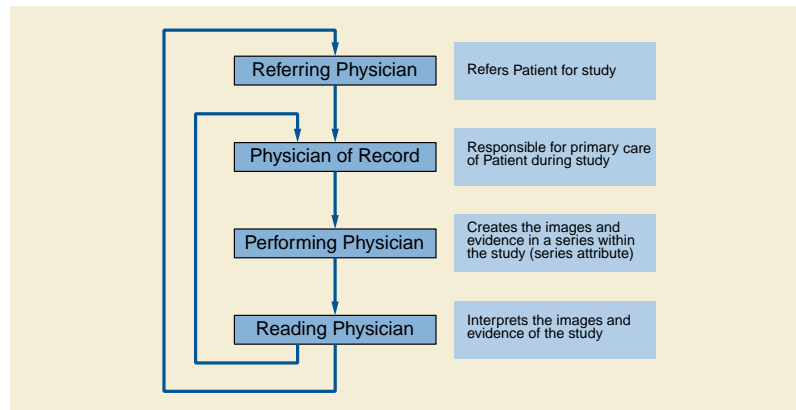 Referring Physician
Refers Patient for study
Physician of Record
Responsible for primary care
of Patient during study
Performing Physician
Creates the images and
evidence in a series within
the study (series attribute)
Reading Physician
Interprets the images and
evidence of the study